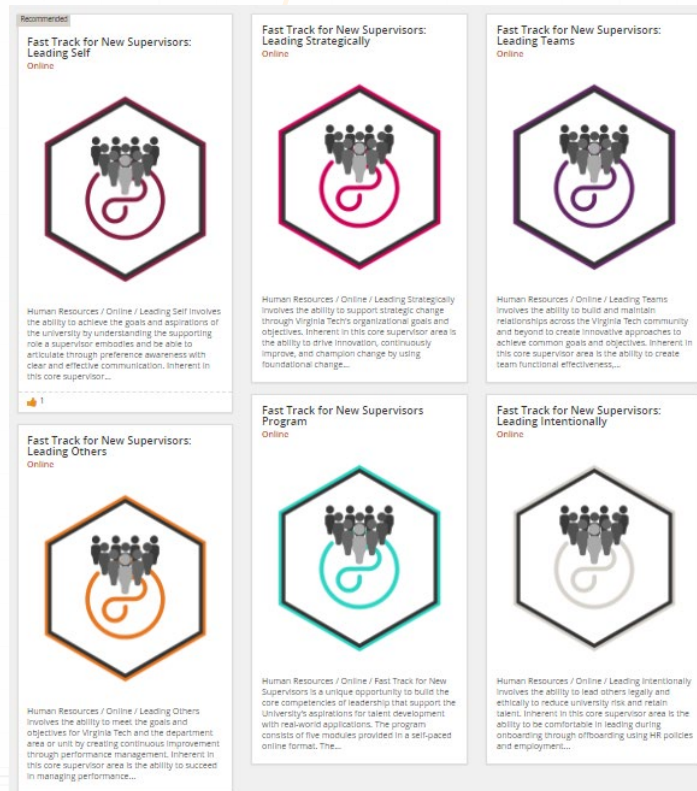 Recommended
Fast Track for New Supervisors:
Leading Self
Online
Human Resources / Online / Leading Self involves
the ability to achieve the goals and aspirations of
the university by understanding the supporting
role a supervisor embodies and be able to
articulate through preference awareness with
clear and effective communication. Inherent in
this core supervisor...
1
Fast Track for New Supervisors:
Leading Strategically
Online
Human Resources / Online / Leading Strategically
involves the ability to support strategic change
through Virginia Tech's organizational goals and
objectives. Inherent in this core supervisor area is
the ability to drive innovation, continuously
improve, and champion change by using
foundational change...
Fast Track for New Supervisors:
Leading Teams
Online
Human Resources / Online / Leading Teams
involves the ability to build and maintain
relationships across the Virginia Tech community
and beyond to create innovative approaches to
achieve common goals and objectives. Inherent in
this core supervisor area is the ability to create
team functional effectiveness,...
Fast Track for New Supervisors:
Leading Others
Online
Human Resources / Online / Leading Others
involves the ability to meet the goals and
objectives for Virginia Tech and the department
area or unit by creating continuous improvement
through performance management. Inherent in
this core supervisor area is the ability to succeed
in managing performance...
Fast Track for New Supervisors
Program
Online
Human Resources / Online / Fast Track for New
Supervisors is a unique opportunity to build the
core competencies of leadership that support the
University's aspirations for talent development
with real-world applications. The program
consists of five modules provided in a self-paced
online format. The...
Fast Track for New Supervisors:
Leading Intentionally
Online
Human Resources / Online / Leading Intentionally
involves the ability to lead others legally and
ethically to reduce university risk and retain
talent. Inherent in this core supervisor area is the
ability to be comfortable in leading during
onboarding through offboarding using HR policies
and employment...